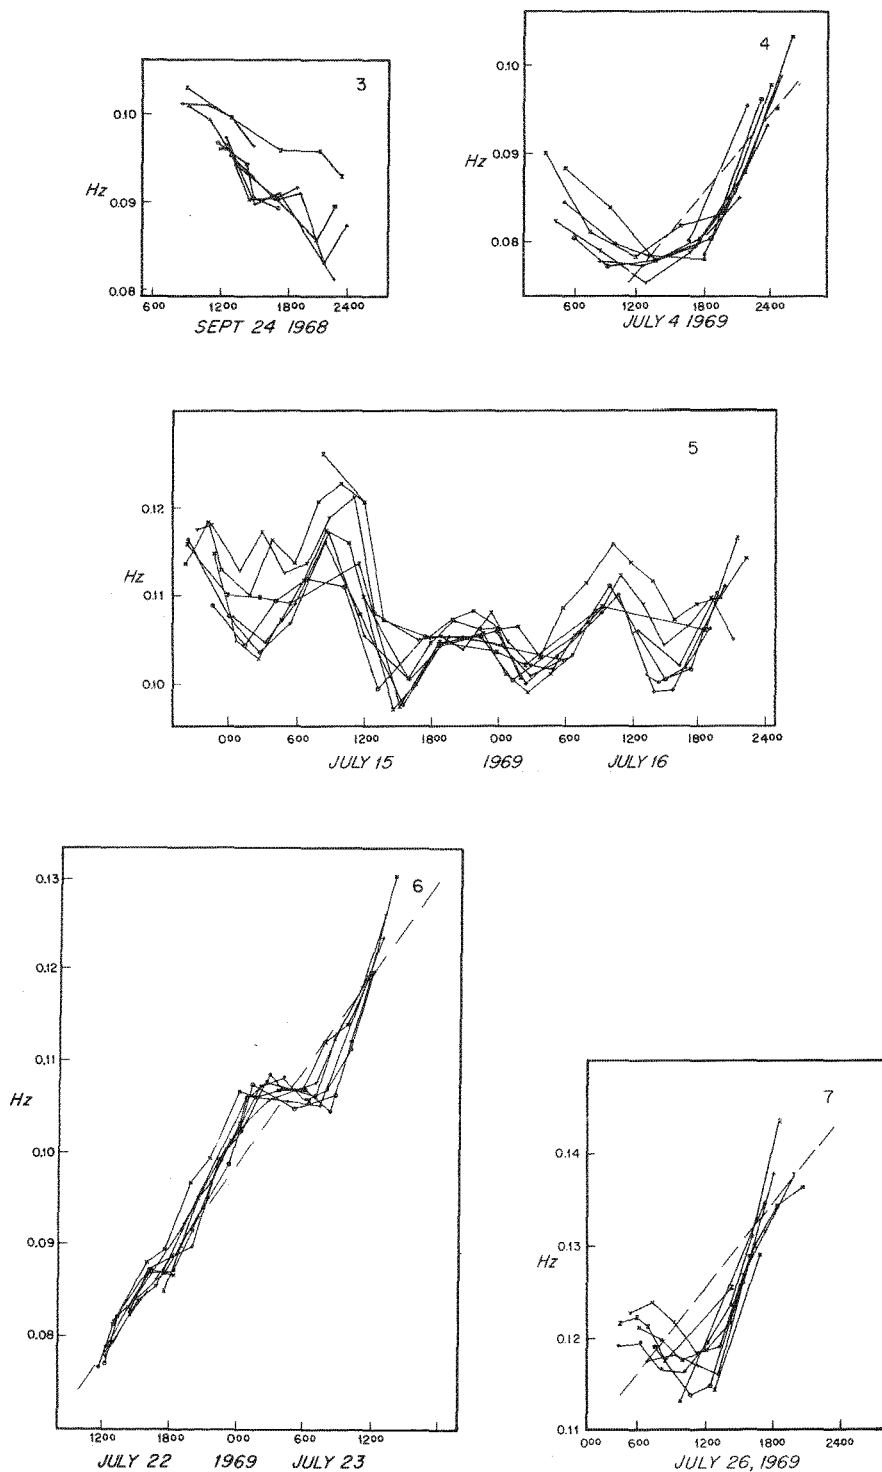 3
0.10
Hz
0.09
0.08
6⁰⁰ 12⁰⁰ 18⁰⁰ 24⁰⁰
SEPT 24 1968
4
0.10
0.09
Hz
0.08
6⁰⁰ 12⁰⁰ 18⁰⁰ 24⁰⁰
JULY 4 1969
5
0.12
Hz
0.11
0.10
0⁰⁰ 6⁰⁰ 12⁰⁰ 18⁰⁰ 0⁰⁰ 6⁰⁰ 12⁰⁰ 18⁰⁰ 24⁰⁰
JULY 15 1969 JULY 16
6
0.13
0.12
0.11
Hz
0.10
0.09
0.08
12⁰⁰ 18⁰⁰ 0⁰⁰ 6⁰⁰ 12⁰⁰
JULY 22 1969 JULY 23
7
0.14
0.13
Hz
0.12
0.11
0⁰⁰ 6⁰⁰ 12⁰⁰ 18⁰⁰ 24⁰⁰
JULY 26, 1969